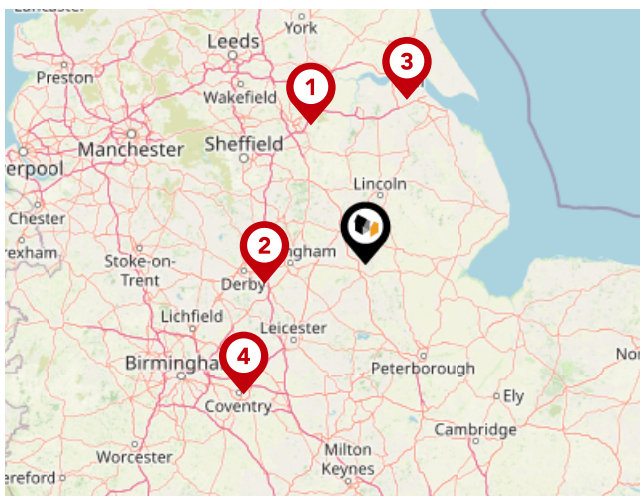 York
Leeds
Preston
Wakefield
1
3
Manchester
Sheffield
erpool
Lincoln
Chester
rexham
2
ngham
Stoke-on-
Trent
Derby
Lichfield
Leicester
4
Birmingha
Peterborough
Nor
Coventry
Ely
Cambridge
Worcester
Milton
Keynes
ereford